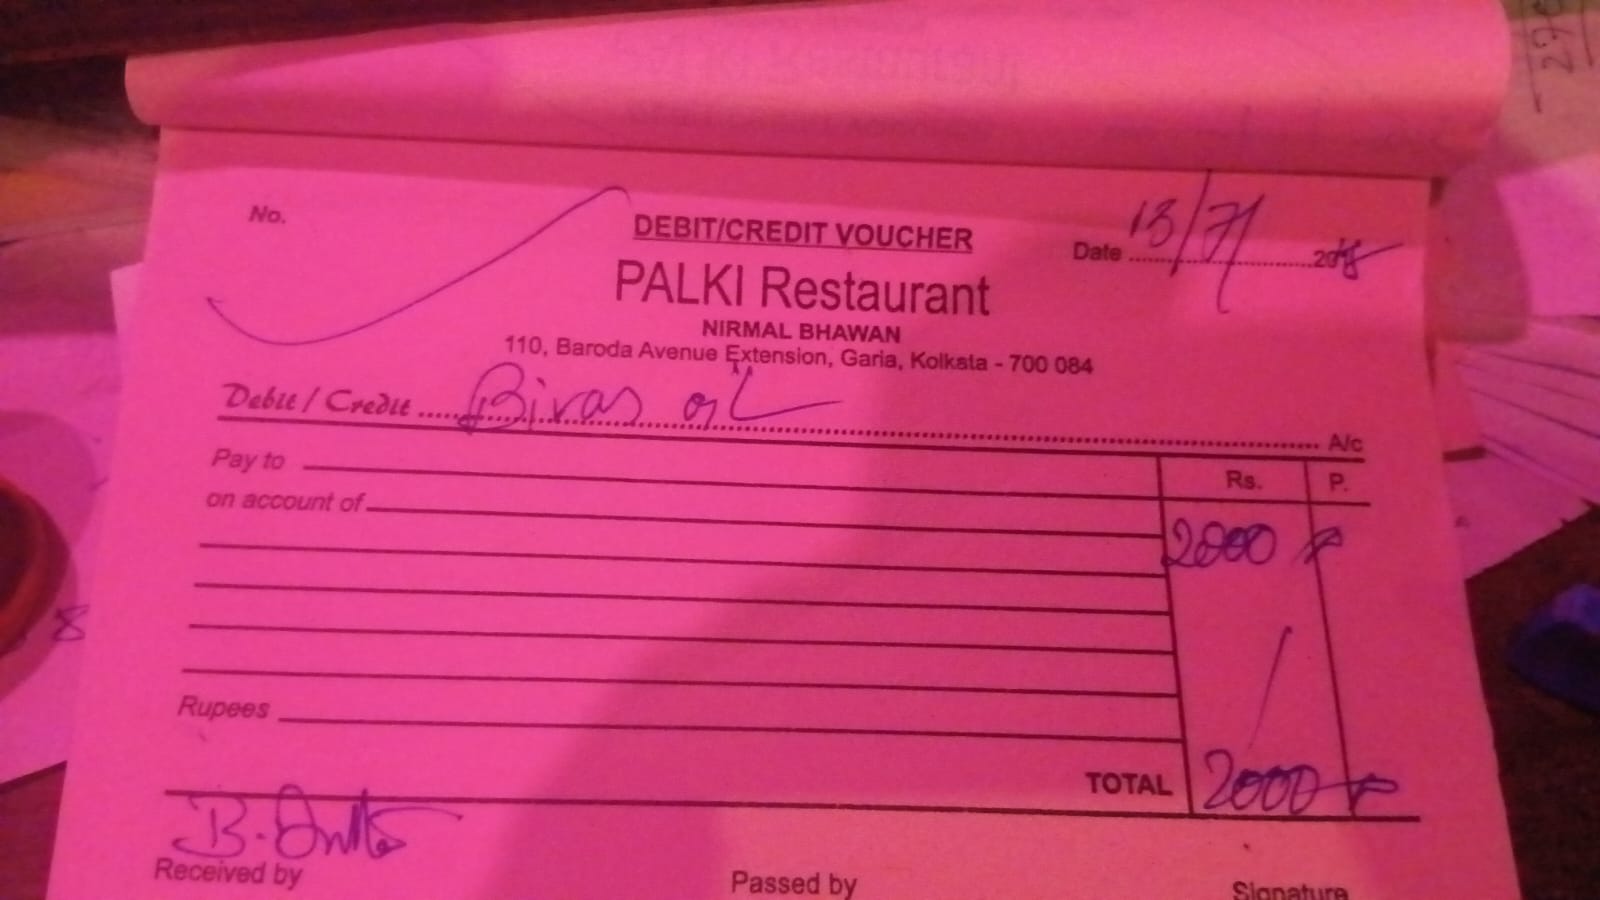 No.
DEBIT/CREDIT VOUCHER
Date 13/7/ 2018
PALKI Restaurant
NIRMAL BHAWAN
110, Baroda Avenue Extension, Garia, Kolkata - 700 084
Debit / Credit Bivas A/c
Pay to Rs. P.
on account of
2000
Rupees
TOTAL 2000
B. Dutta
Received by Passed by Signature